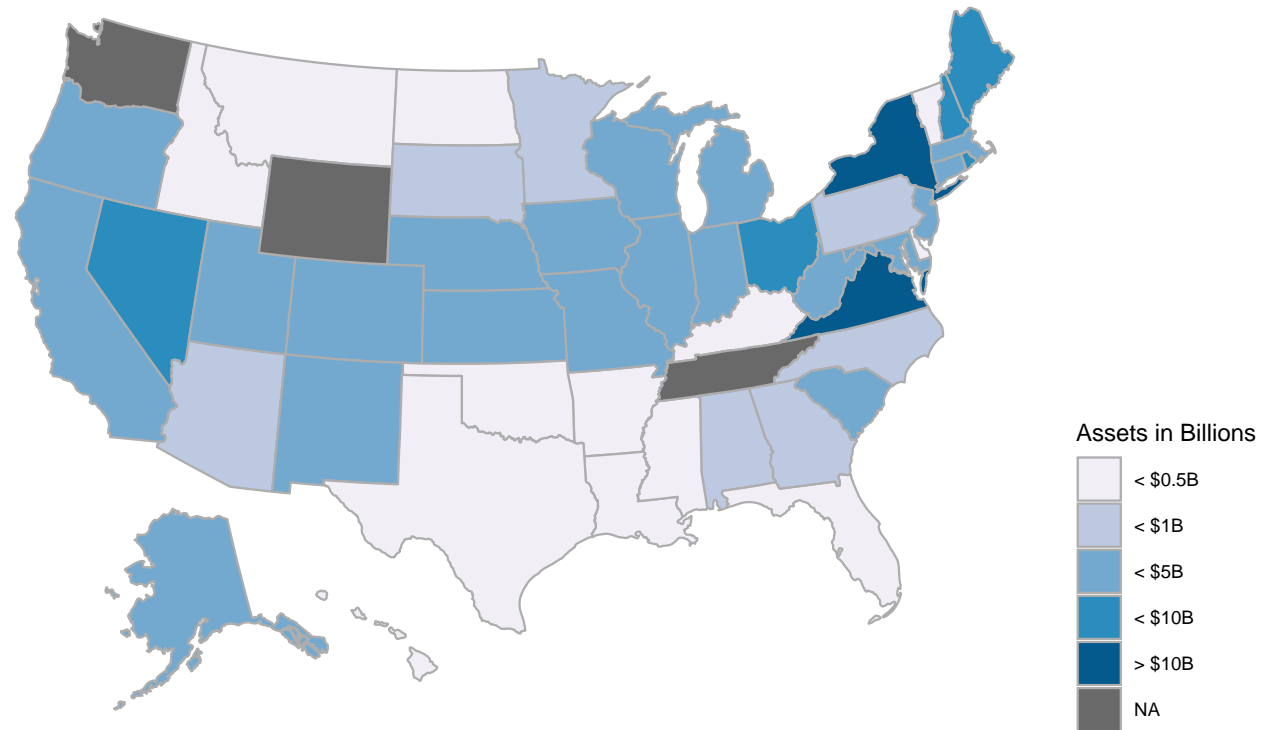 Assets in Billions
< $0.5B
< $1B
< $5B
< $10B
> $10B
NA